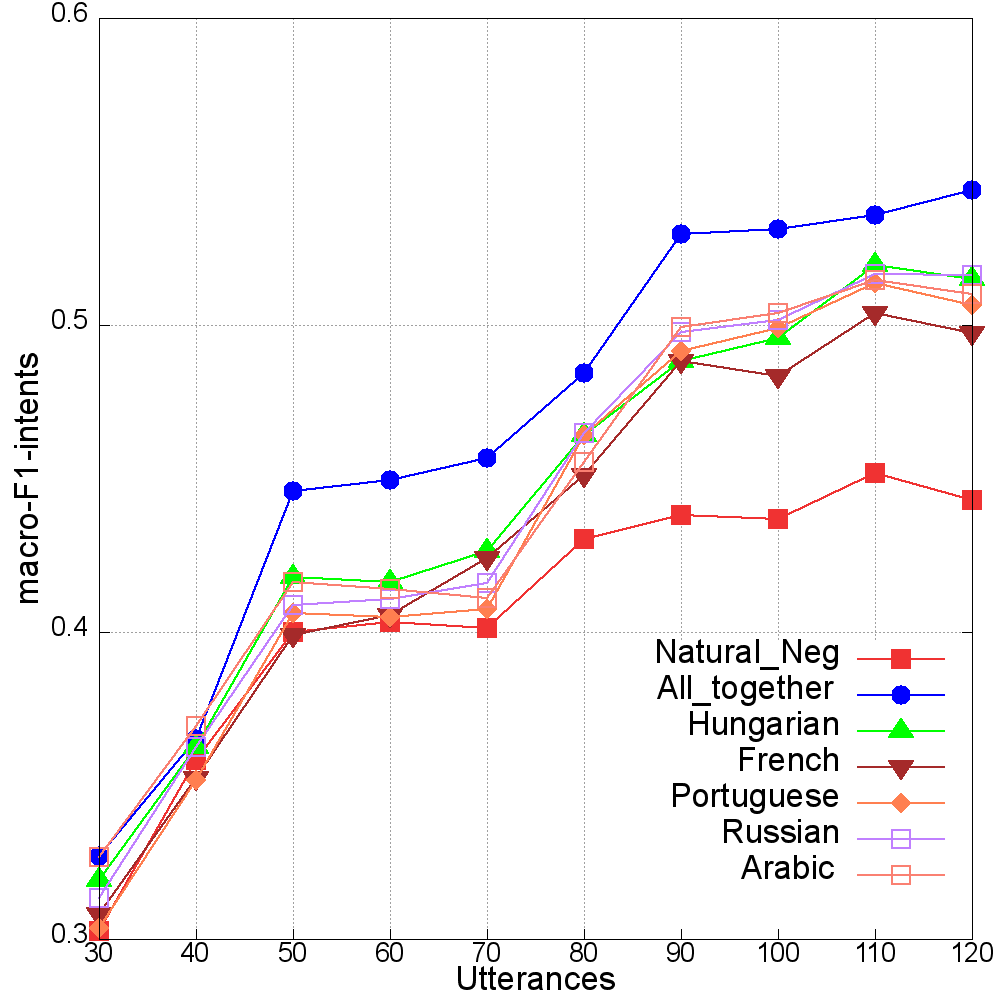 0.6
0.5
0.4
0.3
macro-F1-intents
Natural_Neg
All_together
Hungarian
French
Portuguese
Russian
Arabic
30 40 50 60 70 80 90 100 110 120
Utterances